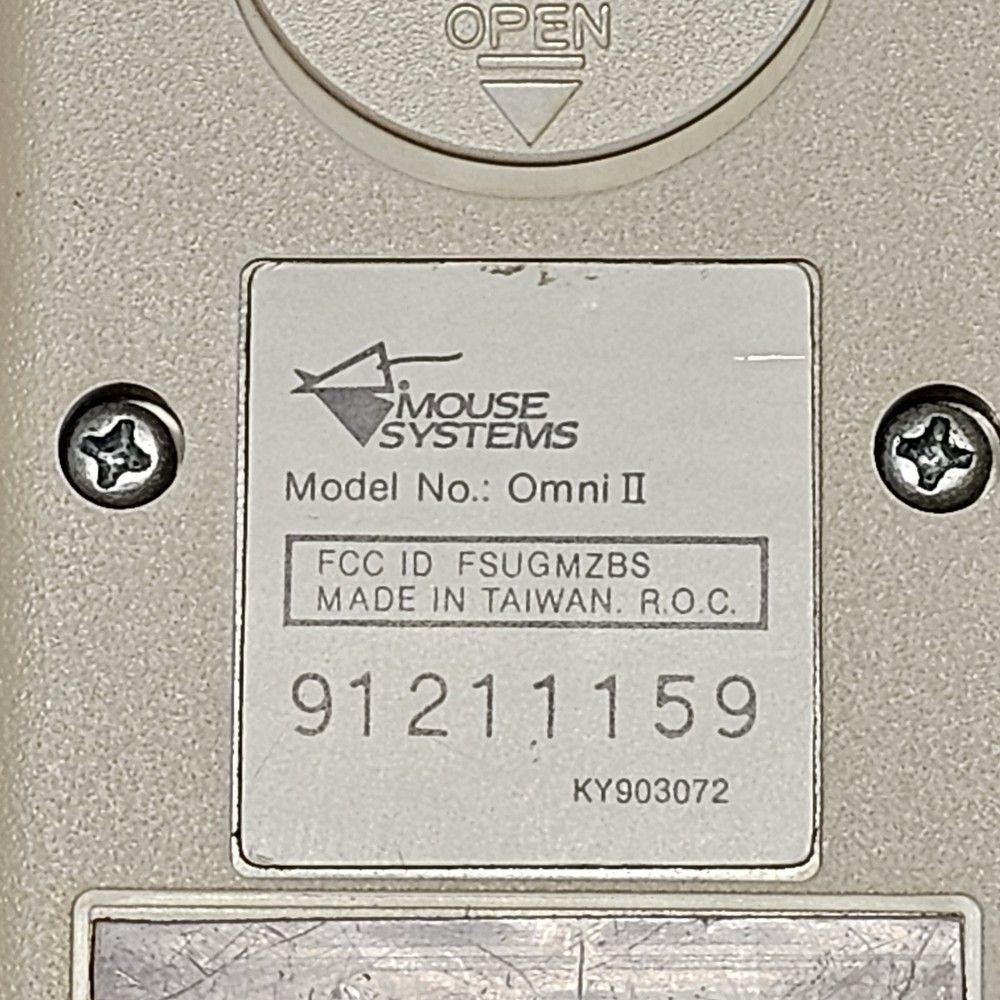 OPEN
MOUSE
SYSTEMS
Model No.: Omni II
FCC ID FSUGMZBS
MADE IN TAIWAN. R.O.C.
91211159
KY903072